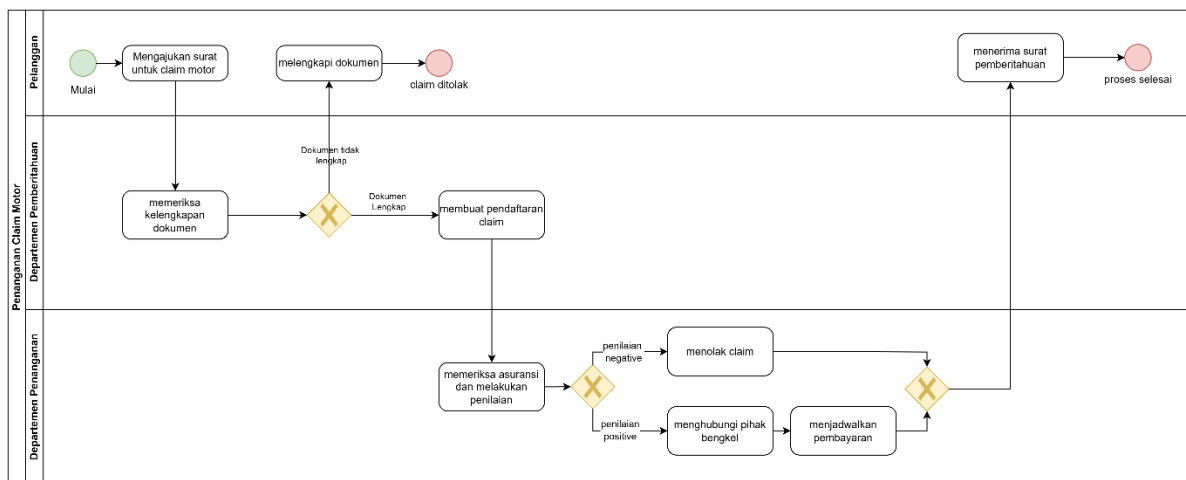 Penanganan Claim Motor
Pelanggan
Mulai
Mengajukan surat
untuk claim motor
melengkapi dokumen
claim ditolak
menerima surat
pemberitahuan
proses selesai
Departemen Pemberitahuan
memeriksa
kelengkapan
dokumen
Dokumen tidak
lengkap
Dokumen
Lengkap
membuat pendaftaran
claim
Departemen Penanganan
memeriksa asuransi
dan melakukan
penilaian
penilaian
negative
menolak claim
penilaian
positive
menghubungi pihak
bengkel
menjadwalkan
pembayaran